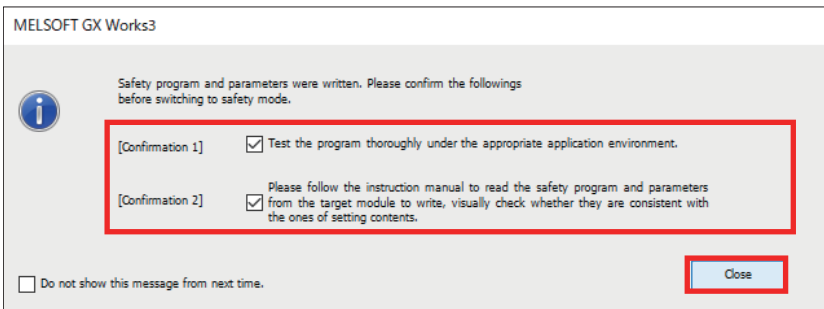 MELSOFT GX Works3
Safety program and parameters were written. Please confirm the followings
before switching to safety mode.
[Confirmation 1] Test the program thoroughly under the appropriate application environment.
[Confirmation 2] Please follow the instruction manual to read the safety program and parameters
from the target module to write, visually check whether they are consistent with
the ones of setting contents.
Do not show this message from next time.
Close